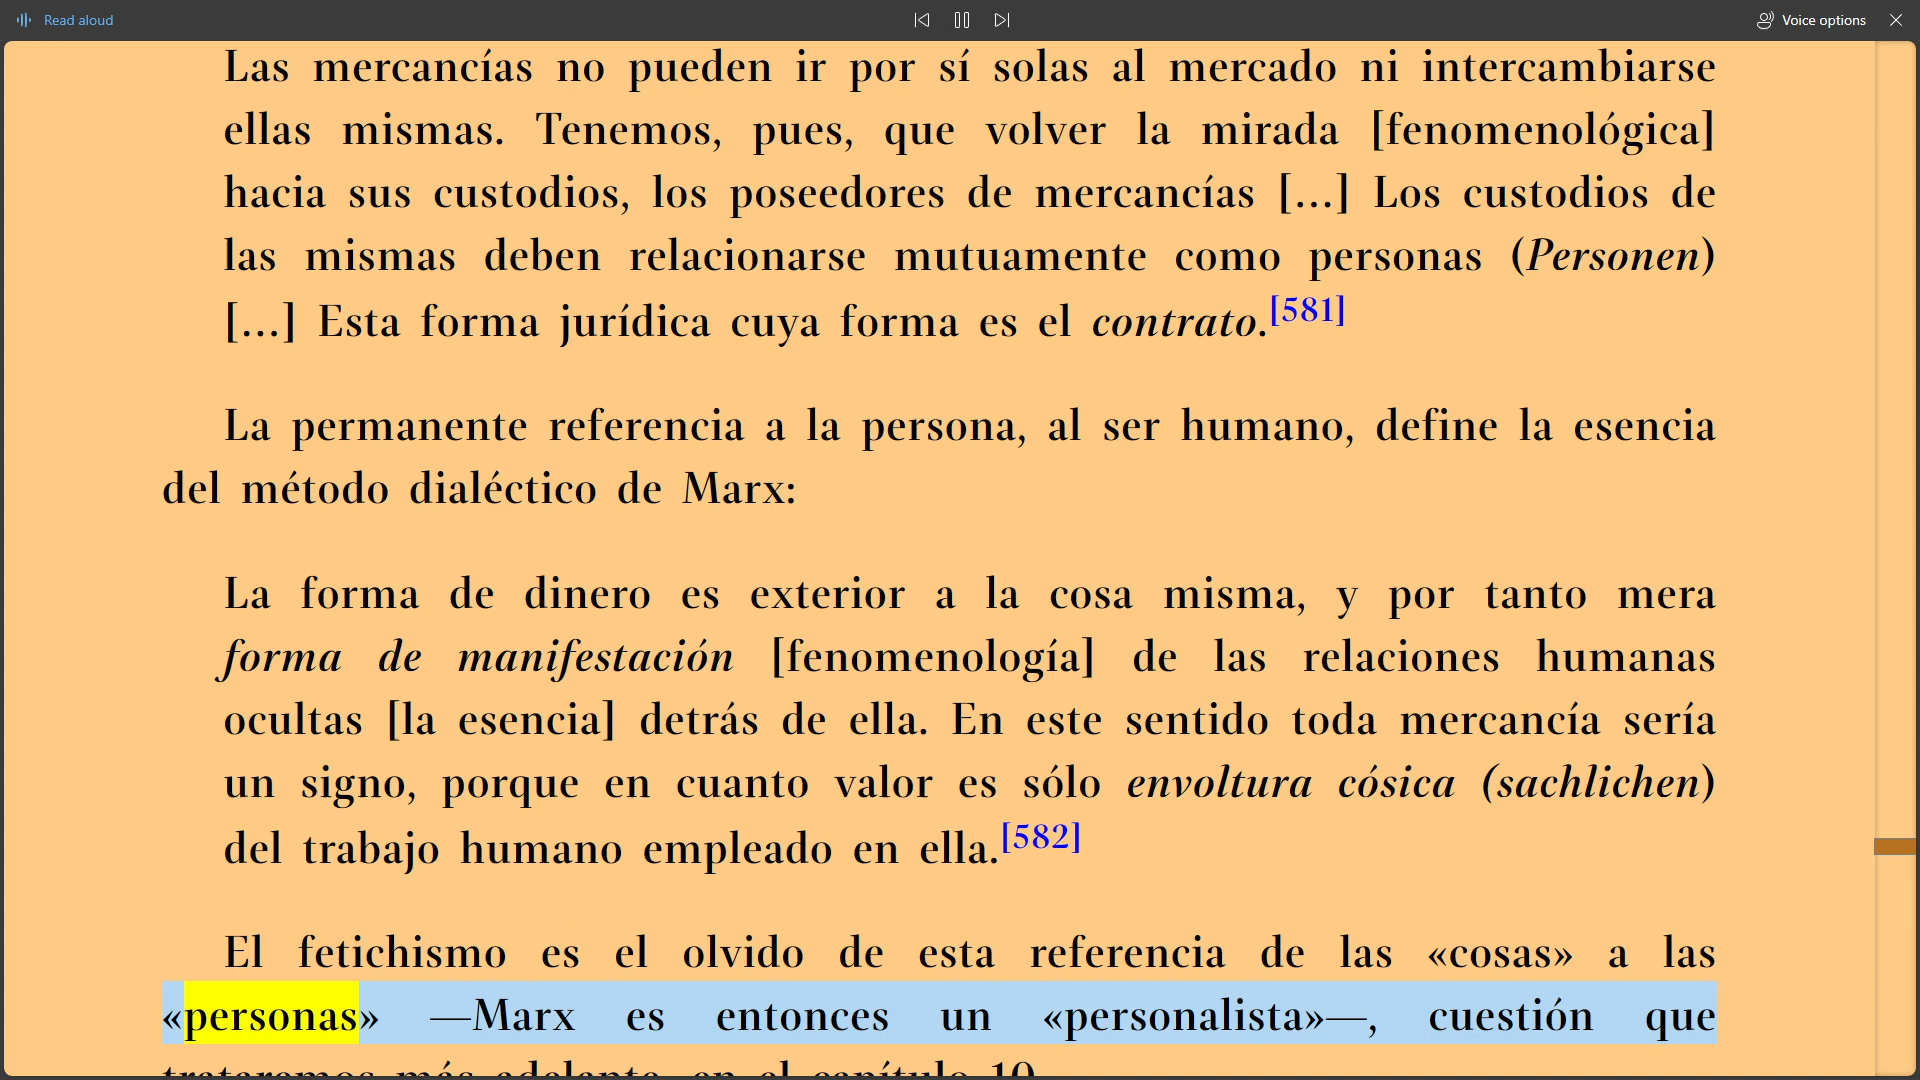 Read aloud
Voice options
Las mercancías no pueden ir por sí solas al mercado ni intercambiarse
ellas mismas. Tenemos, pues, que volver la mirada [fenomenológica]
hacia sus custodios, los poseedores de mercancías [...] Los custodios de
las mismas deben relacionarse mutuamente como personas (Personen)
[...] Esta forma jurídica cuya forma es el contrato.[581]
La permanente referencia a la persona, al ser humano, define la esencia
del método dialéctico de Marx:
La forma de dinero es exterior a la cosa misma, y por tanto mera
forma de manifestación [fenomenología] de las relaciones humanas
ocultas [la esencia] detrás de ella. En este sentido toda mercancía sería
un signo, porque en cuanto valor es sólo envoltura cósica (sachlichen)
del trabajo humano empleado en ella.[582]
El fetichismo es el olvido de esta referencia de las «cosas» a las
«personas» —Marx es entonces un «personalista»—, cuestión que
trataremos más adelante, en el capítulo 10